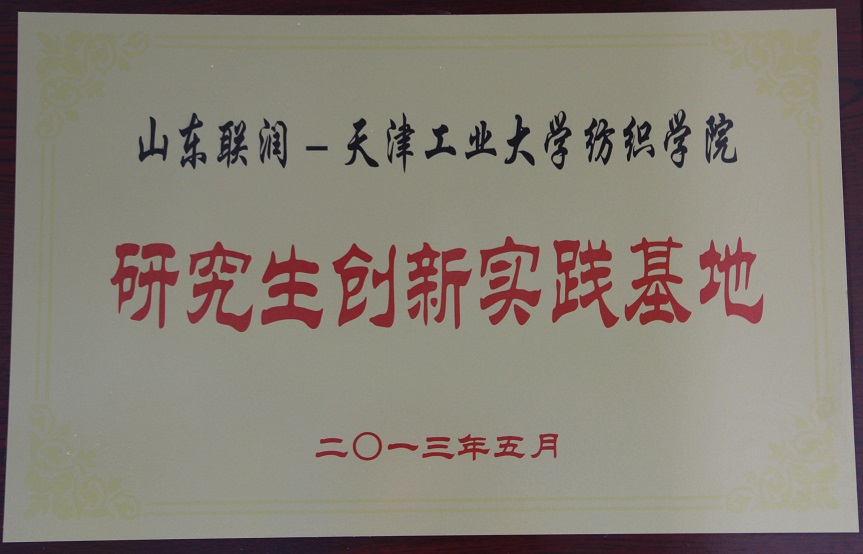 山东联润－天津工业大学纺织学院
研究生创新实践基地
二〇一三年五月